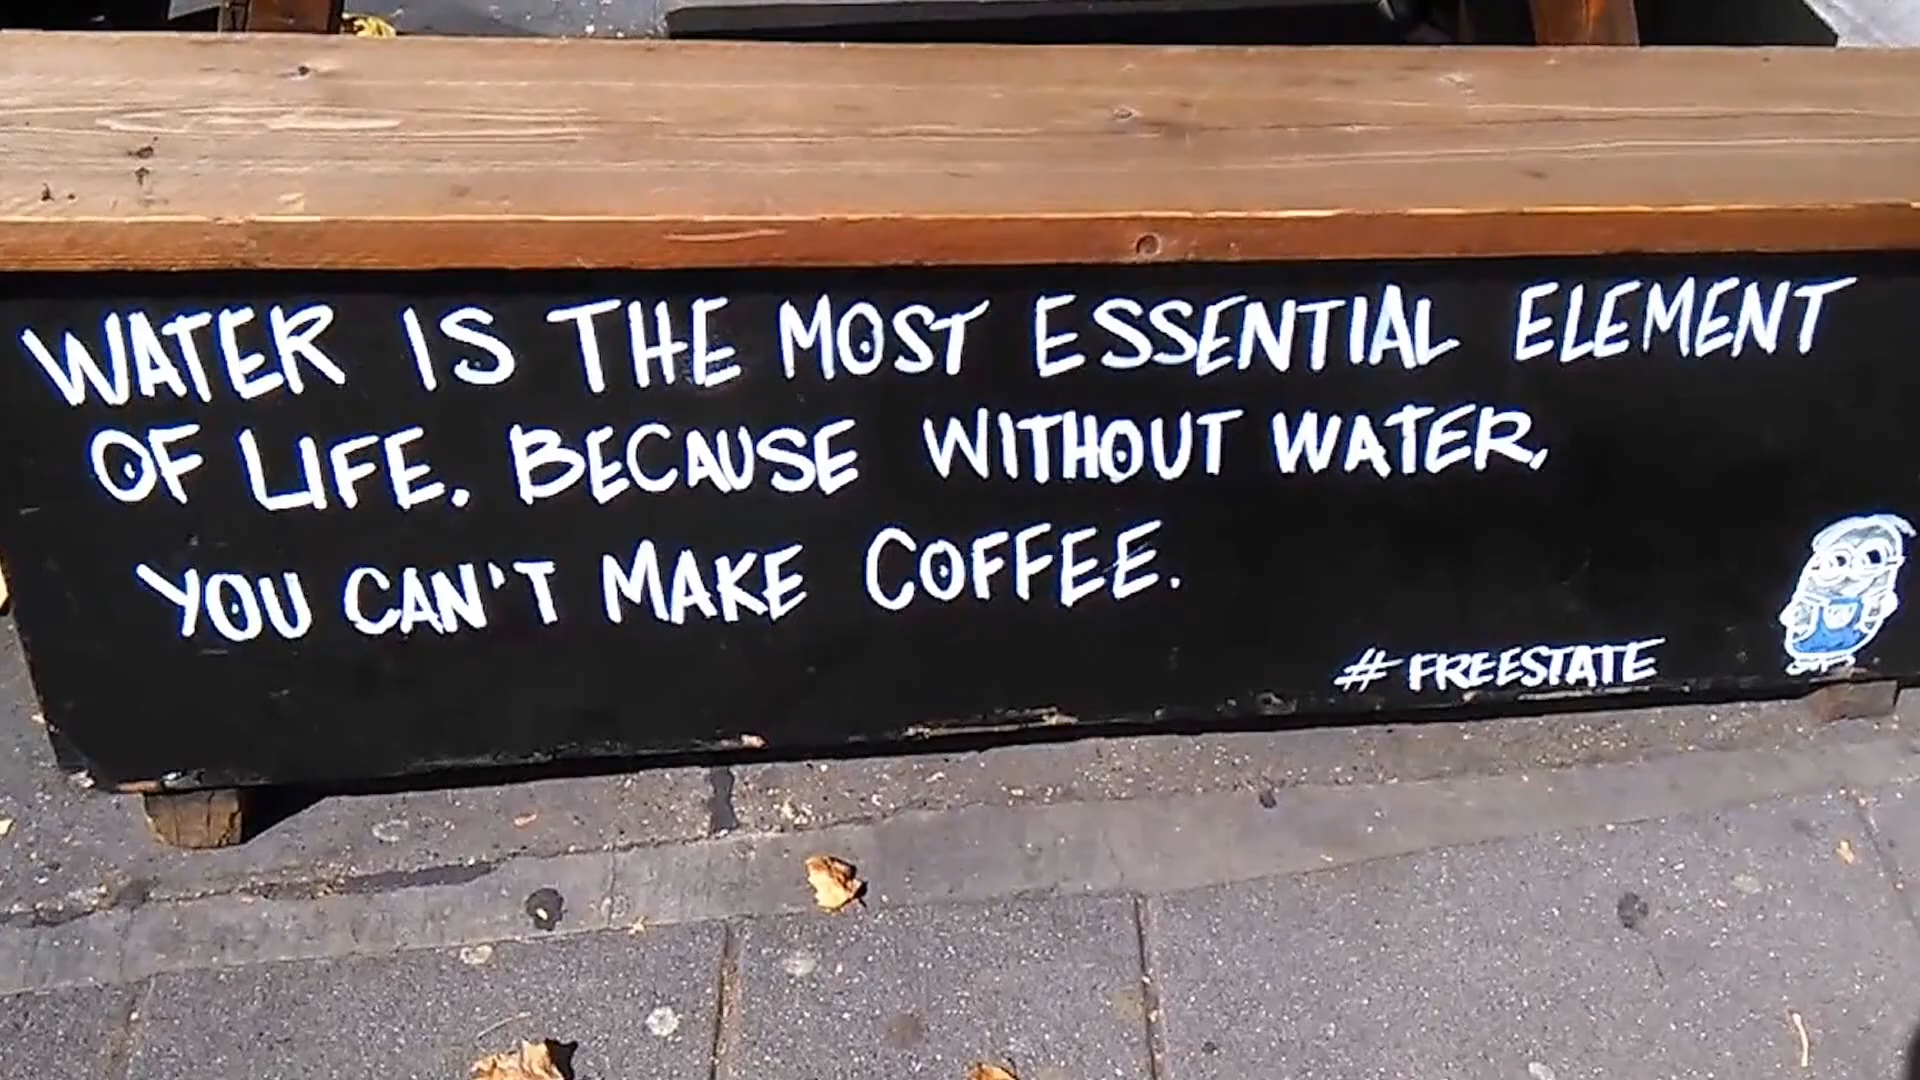 WATER IS THE MOST ESSENTIAL ELEMENT
OF LIFE. BECAUSE WITHOUT WATER,
YOU CAN'T MAKE COFFEE.
# FREESTATE